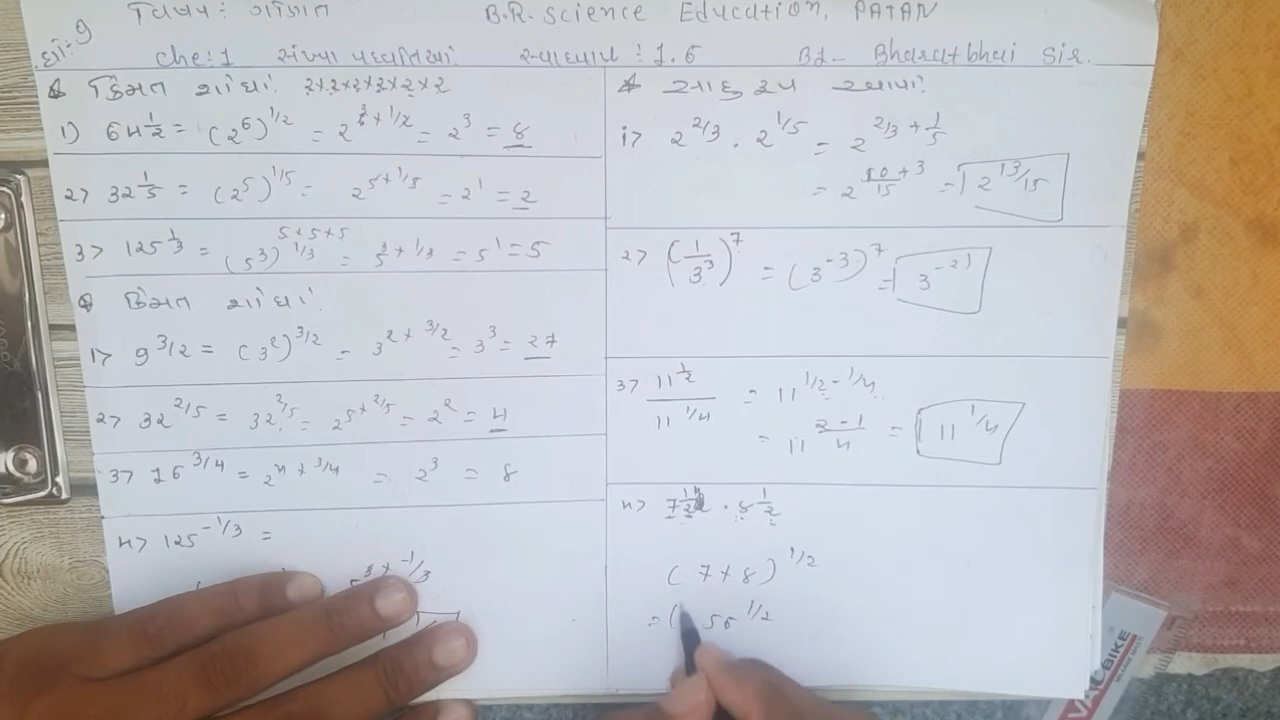 વિષય: ગણિત B.R. Science Education, PATAN
ધો:9 Che:1 સંખ્યા પધ્ધતિયાં સ્વાધ્યાય : 1.6 By- Bharatbhai Sir.
કિંમત શોધો. 2×2×2×2×2×2
1) 64 1/2 = (2^6)^1/2 = 2^6×1/2 = 2^3 = 8
2) 32 1/5 = (2^5)^1/5 = 2^5×1/5 = 2^1 = 2
5×5×5
3) 125 1/3 = (5^3)^1/3 = 5^3×1/3 = 5^1 = 5
કિંમત શોધો.
1) 9^3/2 = (3^2)^3/2 = 3^2×3/2 = 3^3 = 27
2) 32^2/5 = 32^2/5 = 2^5×2/5 = 2^2 = 4
3) 16^3/4 = 2^4×3/4 = 2^3 = 8
4) 125^-1/3 =
5^3×-1/3
સાદુ રૂપ આપો.
1) 2^2/3 . 2^1/5 = 2^2/3+1/5
= 2^10+3/15 = 2^13/15
2) (1/3^3)^7 = (3^-3)^7 = 3^-21
3) 11^1/2 / 11^1/4 = 11^1/2-1/4
= 11^2-1/4 = 11^1/4
4) 7^1/2 . 8^1/2
(7×8)^1/2
= ( 56^1/2
BIKE